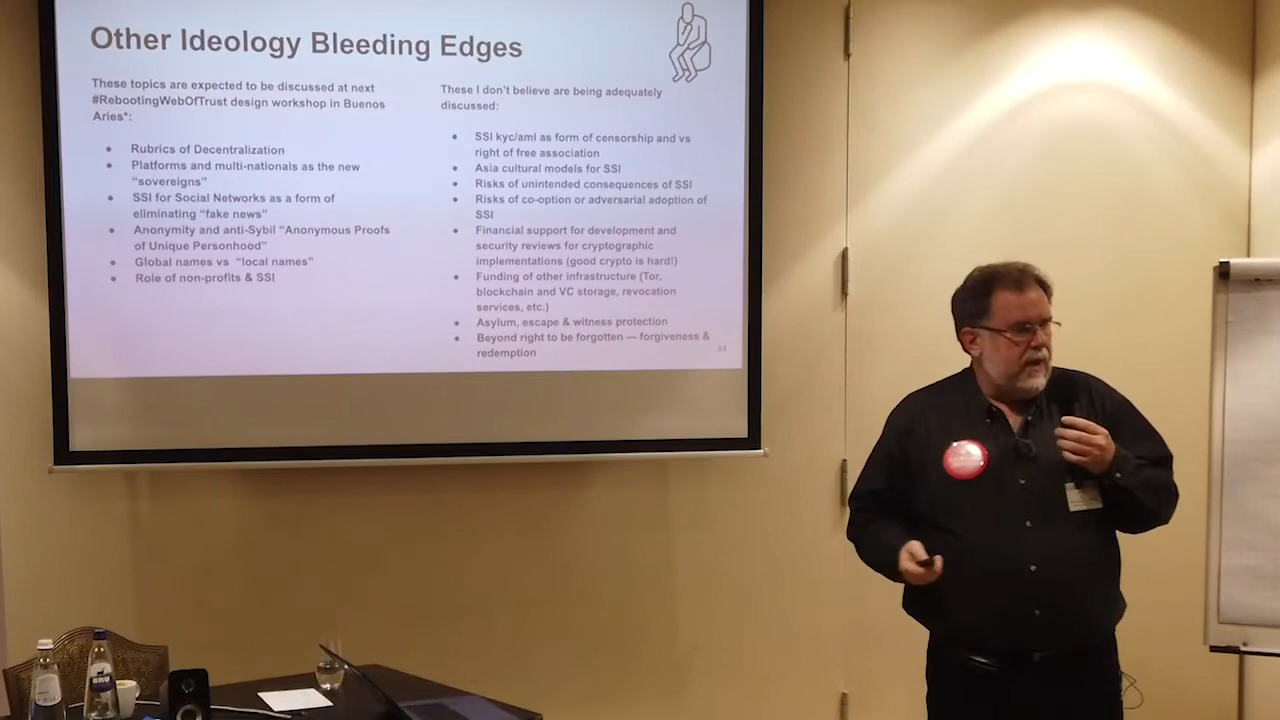 Other Ideology Bleeding Edges
These topics are expected to be discussed at next
#RebootingWebOfTrust design workshop in Buenos
Aries*:
● Rubrics of Decentralization
● Platforms and multi-nationals as the new
“sovereigns”
● SSI for Social Networks as a form of
eliminating “fake news”
● Anonymity and anti-Sybil “Anonymous Proofs
of Unique Personhood”
● Global names vs “local names”
● Role of non-profits & SSI
These I don’t believe are being adequately
discussed:
● SSI kyc/aml as form of censorship and vs
right of free association
● Asia cultural models for SSI
● Risks of unintended consequences of SSI
● Risks of co-option or adversarial adoption of
SSI
● Financial support for development and
security reviews for cryptographic
implementations (good crypto is hard!)
● Funding of other infrastructure (Tor,
blockchain and VC storage, revocation
services, etc.)
● Asylum, escape & witness protection
● Beyond right to be forgotten — forgiveness &
redemption
44
BRU